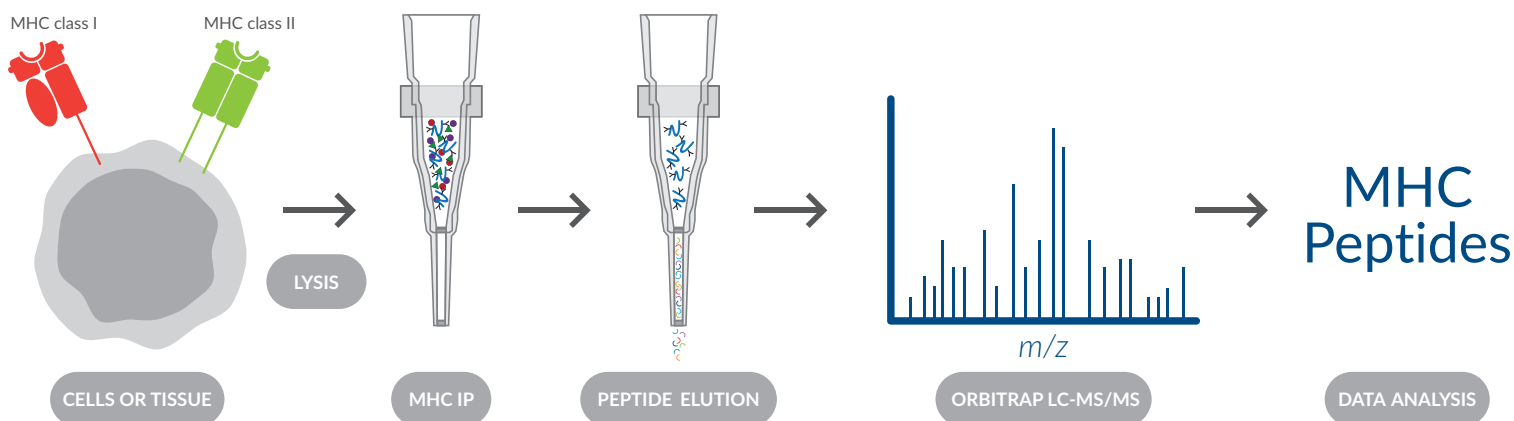 MHC class I
MHC class II
LYSIS
m/z
MHC
Peptides
CELLS OR TISSUE
MHC IP
PEPTIDE ELUTION
ORBITRAP LC-MS/MS
DATA ANALYSIS